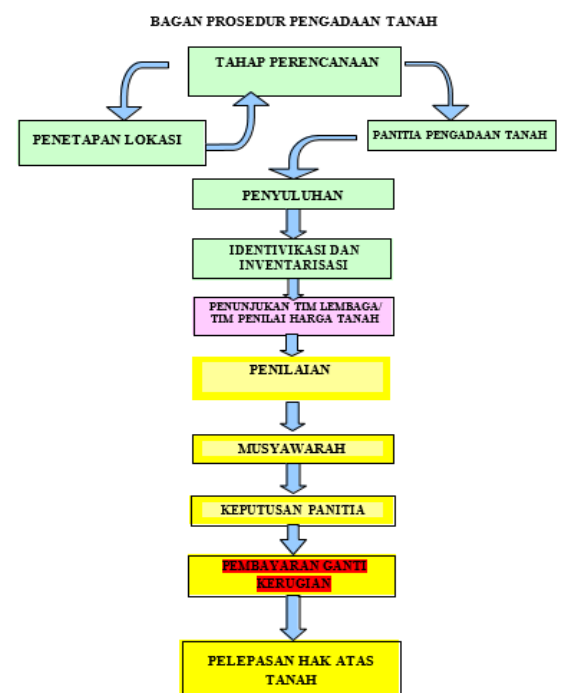 BAGAN PROSEDUR PENGADAAN TANAH
TAHAP PERENCANAAN
PENETAPAN LOKASI
PANITIA PENGADAAN TANAH
PENYULUHAN
IDENTIVIKASI DAN
INVENTARISASI
PENUNJUKAN TIM LEMBAGA/
TIM PENILAI HARGA TANAH
PENILAIAN
MUSYAWARAH
KEPUTUSAN PANITIA
PEMBAYARAN GANTI
KERUGIAN
PELEPASAN HAK ATAS
TANAH